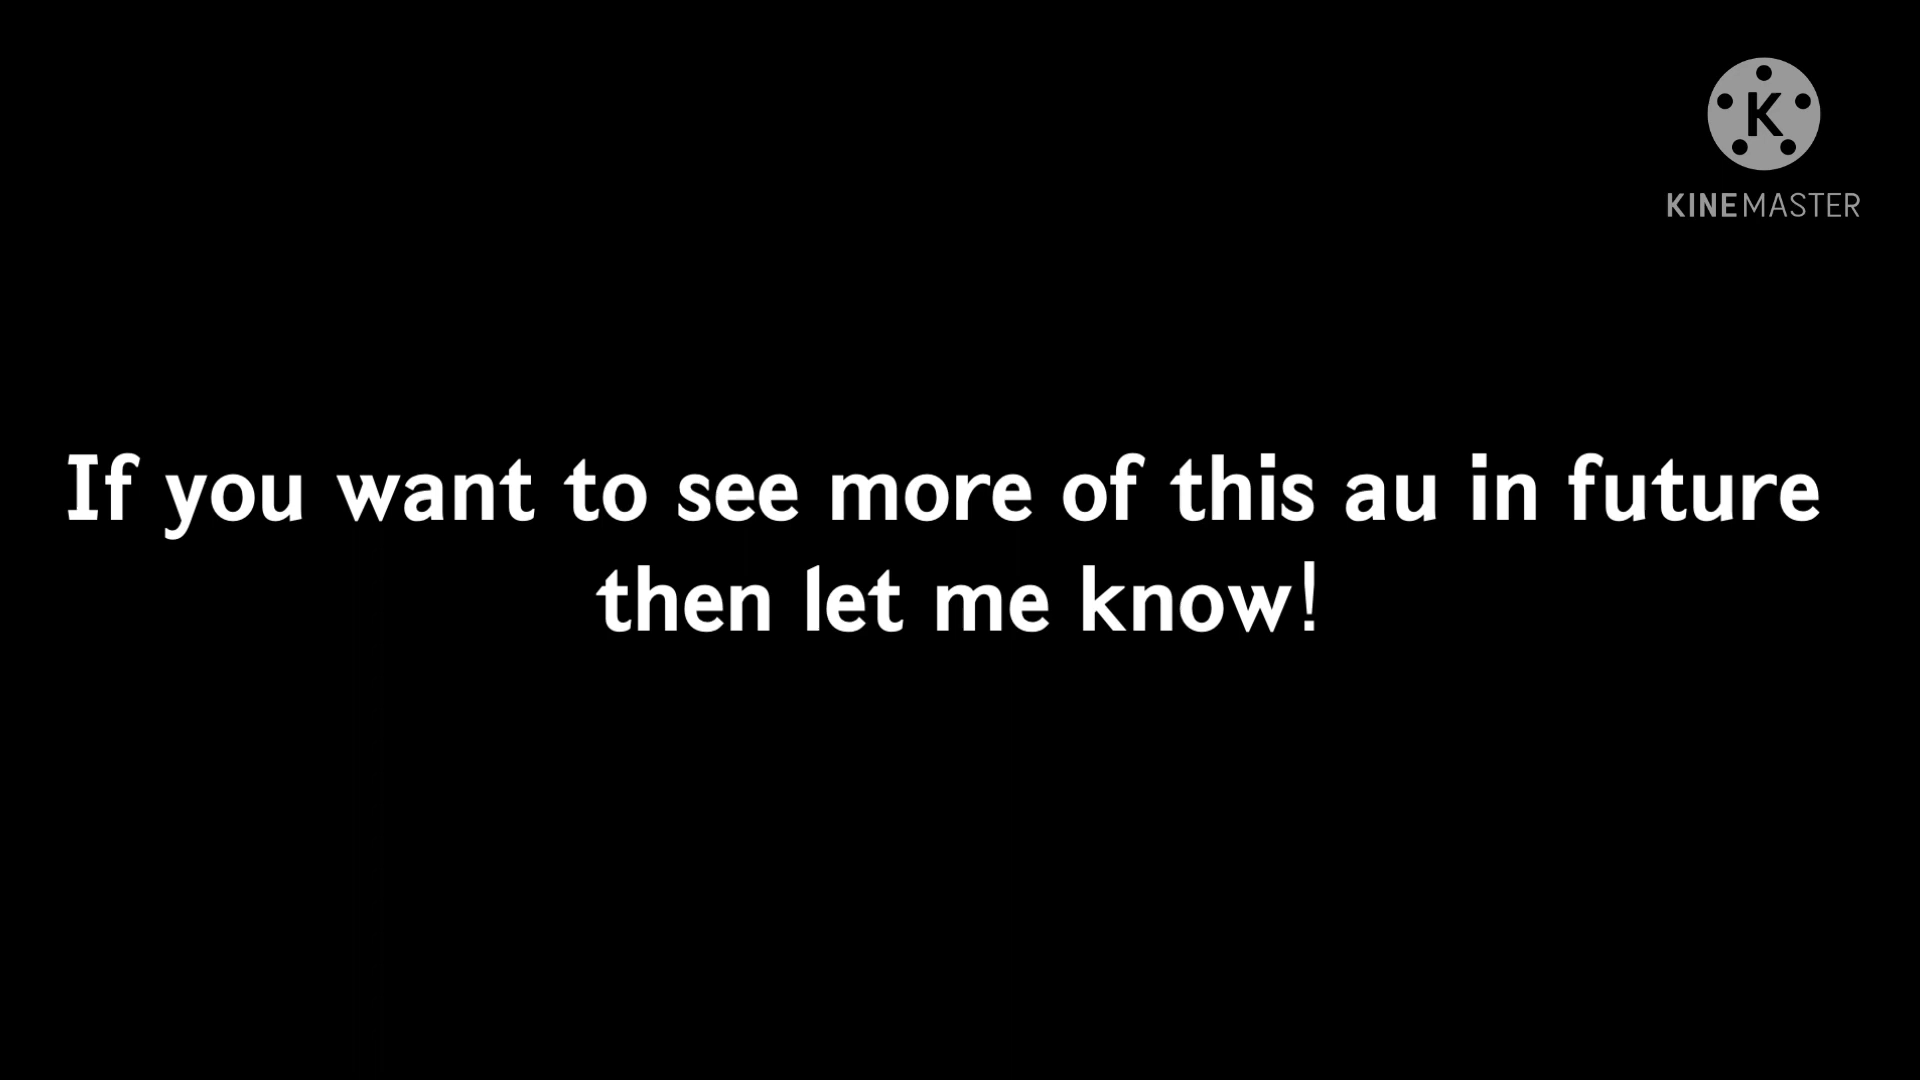 K
KINEMASTER
If you want to see more of this au in future
then let me know!